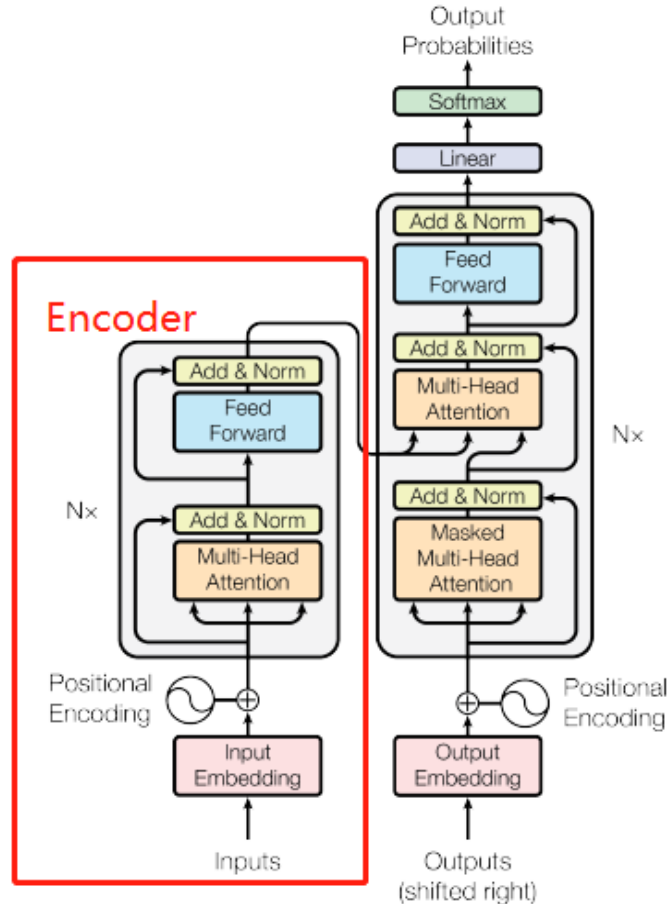 Output
Probabilities
Softmax
Linear
Add & Norm
Feed
Forward
Add & Norm
Multi-Head
Attention
Nx
Add & Norm
Masked
Multi-Head
Attention
Positional
Encoding
Output
Embedding
Outputs
(shifted right)
Encoder
Add & Norm
Feed
Forward
Nx
Add & Norm
Multi-Head
Attention
Positional
Encoding
Input
Embedding
Inputs